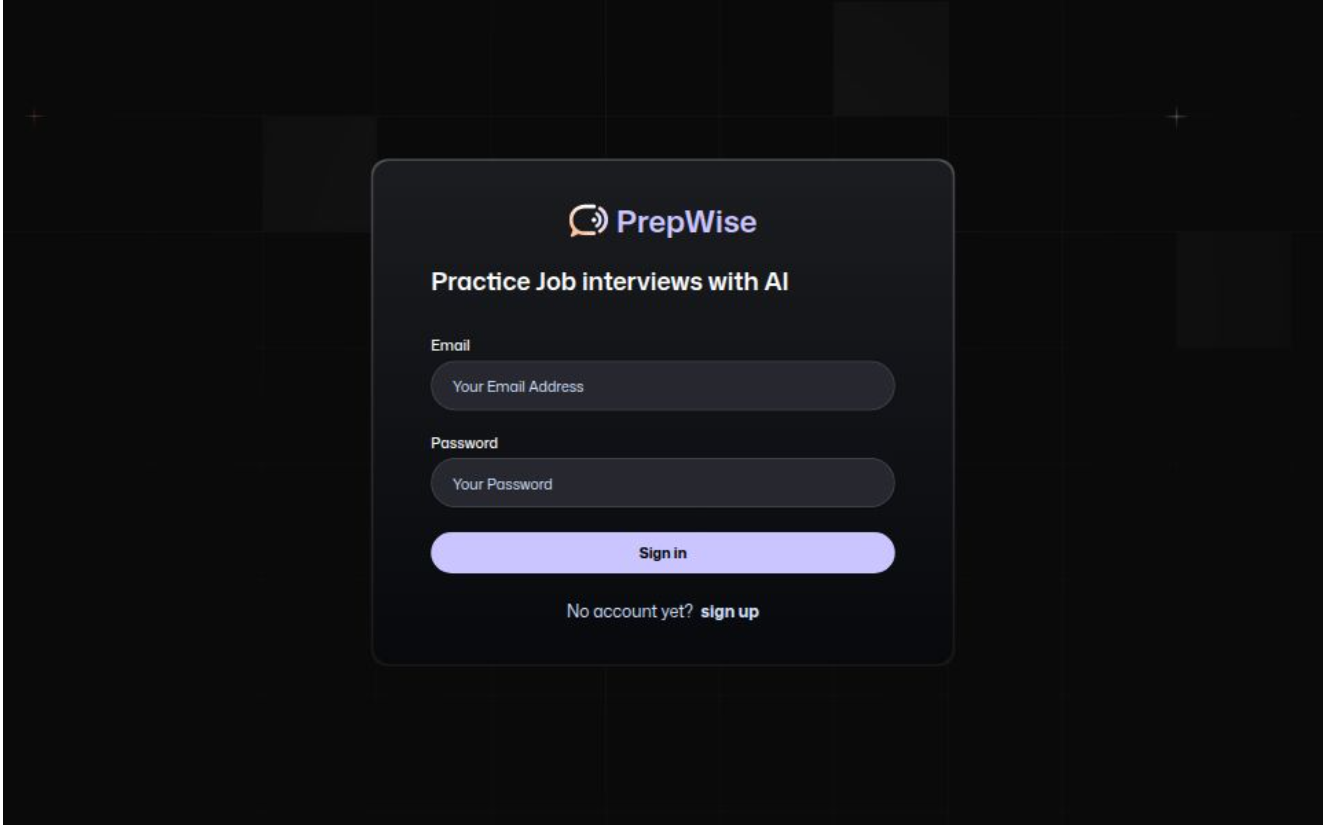 PrepWise
Practice Job interviews with AI
Email
Your Email Address
Password
Your Password
Sign in
No account yet? sign up